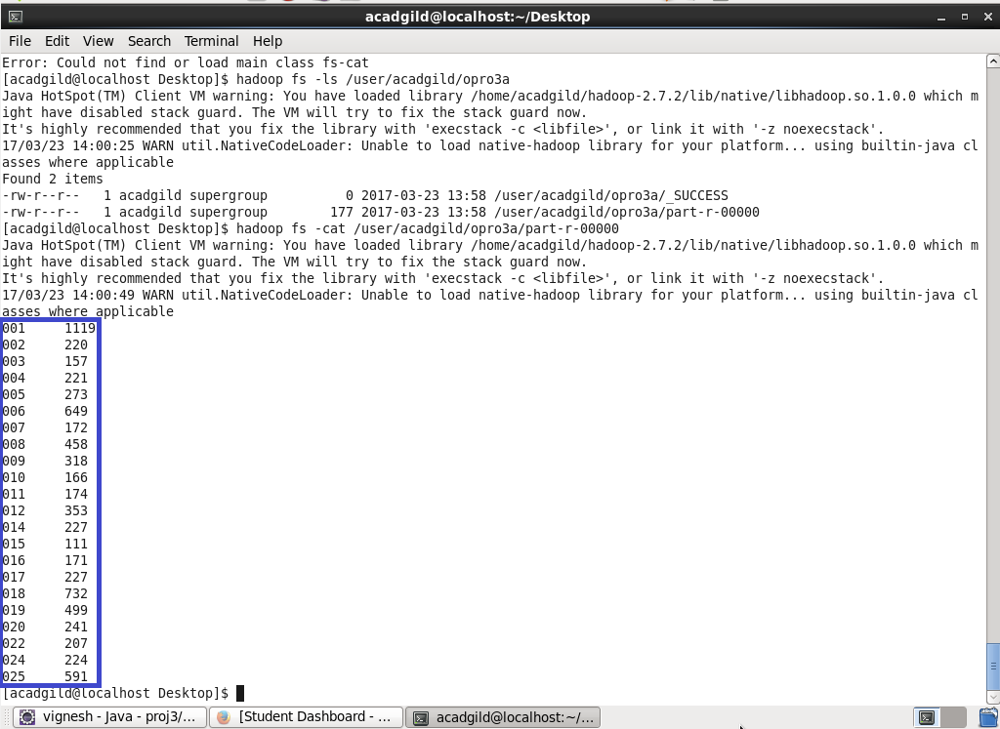 acadgild@localhost:~/Desktop
File Edit View Search Terminal Help
Error: Could not find or load main class fs-cat
[acadgild@localhost Desktop]$ hadoop fs -ls /user/acadgild/opro3a
Java HotSpot(TM) Client VM warning: You have loaded library /home/acadgild/hadoop-2.7.2/lib/native/libhadoop.so.1.0.0 which m
ight have disabled stack guard. The VM will try to fix the stack guard now.
It's highly recommended that you fix the library with 'execstack -c <libfile>', or link it with '-z noexecstack'.
17/03/23 14:00:25 WARN util.NativeCodeLoader: Unable to load native-hadoop library for your platform... using builtin-java cl
asses where applicable
Found 2 items
-rw-r--r--   1 acadgild supergroup          0 2017-03-23 13:58 /user/acadgild/opro3a/_SUCCESS
-rw-r--r--   1 acadgild supergroup        177 2017-03-23 13:58 /user/acadgild/opro3a/part-r-00000
[acadgild@localhost Desktop]$ hadoop fs -cat /user/acadgild/opro3a/part-r-00000
Java HotSpot(TM) Client VM warning: You have loaded library /home/acadgild/hadoop-2.7.2/lib/native/libhadoop.so.1.0.0 which m
ight have disabled stack guard. The VM will try to fix the stack guard now.
It's highly recommended that you fix the library with 'execstack -c <libfile>', or link it with '-z noexecstack'.
17/03/23 14:00:49 WARN util.NativeCodeLoader: Unable to load native-hadoop library for your platform... using builtin-java cl
asses where applicable
001     1119
002     220
003     157
004     221
005     273
006     649
007     172
008     458
009     318
010     166
011     174
012     353
014     227
015     111
016     171
017     227
018     732
019     499
020     241
022     207
024     224
025     591
[acadgild@localhost Desktop]$
vignesh - Java - proj3/... [Student Dashboard - ... acadgild@localhost:~/...